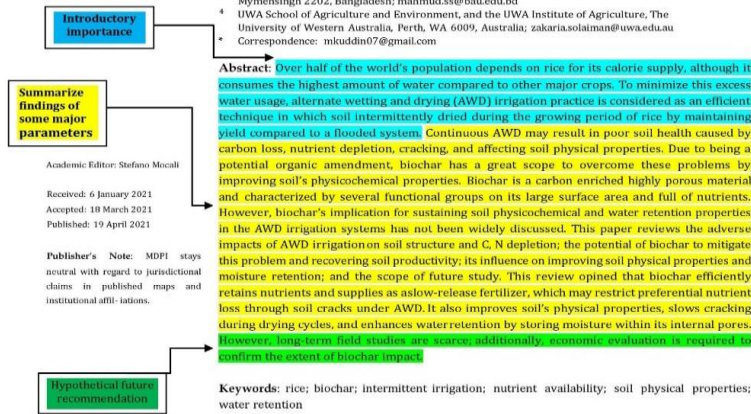 Mymensingh 2202, Bangladesh; mahmud.ss@bau.edu.bd
4 UWA School of Agriculture and Environment, and the UWA Institute of Agriculture, The
University of Western Australia, Perth, WA 6009, Australia; zakaria.solaiman@uwa.edu.au
* Correspondence: mkuddin07@gmail.com
Introductory
importance
Abstract: Over half of the world's population depends on rice for its calorie supply, although it
consumes the highest amount of water compared to other major crops. To minimize this excess
water usage, alternate wetting and drying (AWD) irrigation practice is considered as an efficient
technique in which soil intermittently dried during the growing period of rice by maintaining
yield compared to a flooded system. Continuous AWD may result in poor soil health caused by
carbon loss, nutrient depletion, cracking, and affecting soil physical properties. Due to being a
potential organic amendment, biochar has a great scope to overcome these problems by
improving soil's physicochemical properties. Biochar is a carbon enriched highly porous material
and characterized by several functional groups on its large surface area and full of nutrients.
However, biochar's implication for sustaining soil physicochemical and water retention properties
in the AWD irrigation systems has not been widely discussed. This paper reviews the adverse
impacts of AWD irrigationon soil structure and C, N depletion; the potential of biochar to mitigate
this problem and recovering soil productivity; its influence on improving soil physical properties and
moisture retention; and the scope of future study. This review opined that biochar efficiently
retains nutrients and supplies as aslow-release fertilizer, which may restrict preferential nutrient
loss through soil cracks under AWD. It also improves soil's physical properties, slows cracking
during drying cycles, and enhances waterretention by storing moisture within its internal pores.
However, long-term field studies are scarce; additionally, economic evaluation is required to
confirm the extent of biochar impact.
Keywords: rice; biochar; intermittent irrigation; nutrient availability; soil physical properties;
water retention
Summarize
findings of
some major
parameters
Academic Editor: Stefano Mocali
Received: 6 January 2021
Accepted: 18 March 2021
Published: 19 April 2021
Publisher's Note: MDPI stays
neutral with regard to jurisdictional
claims in published maps and
institutional affil- iations.
Hypothetical future
recommendation